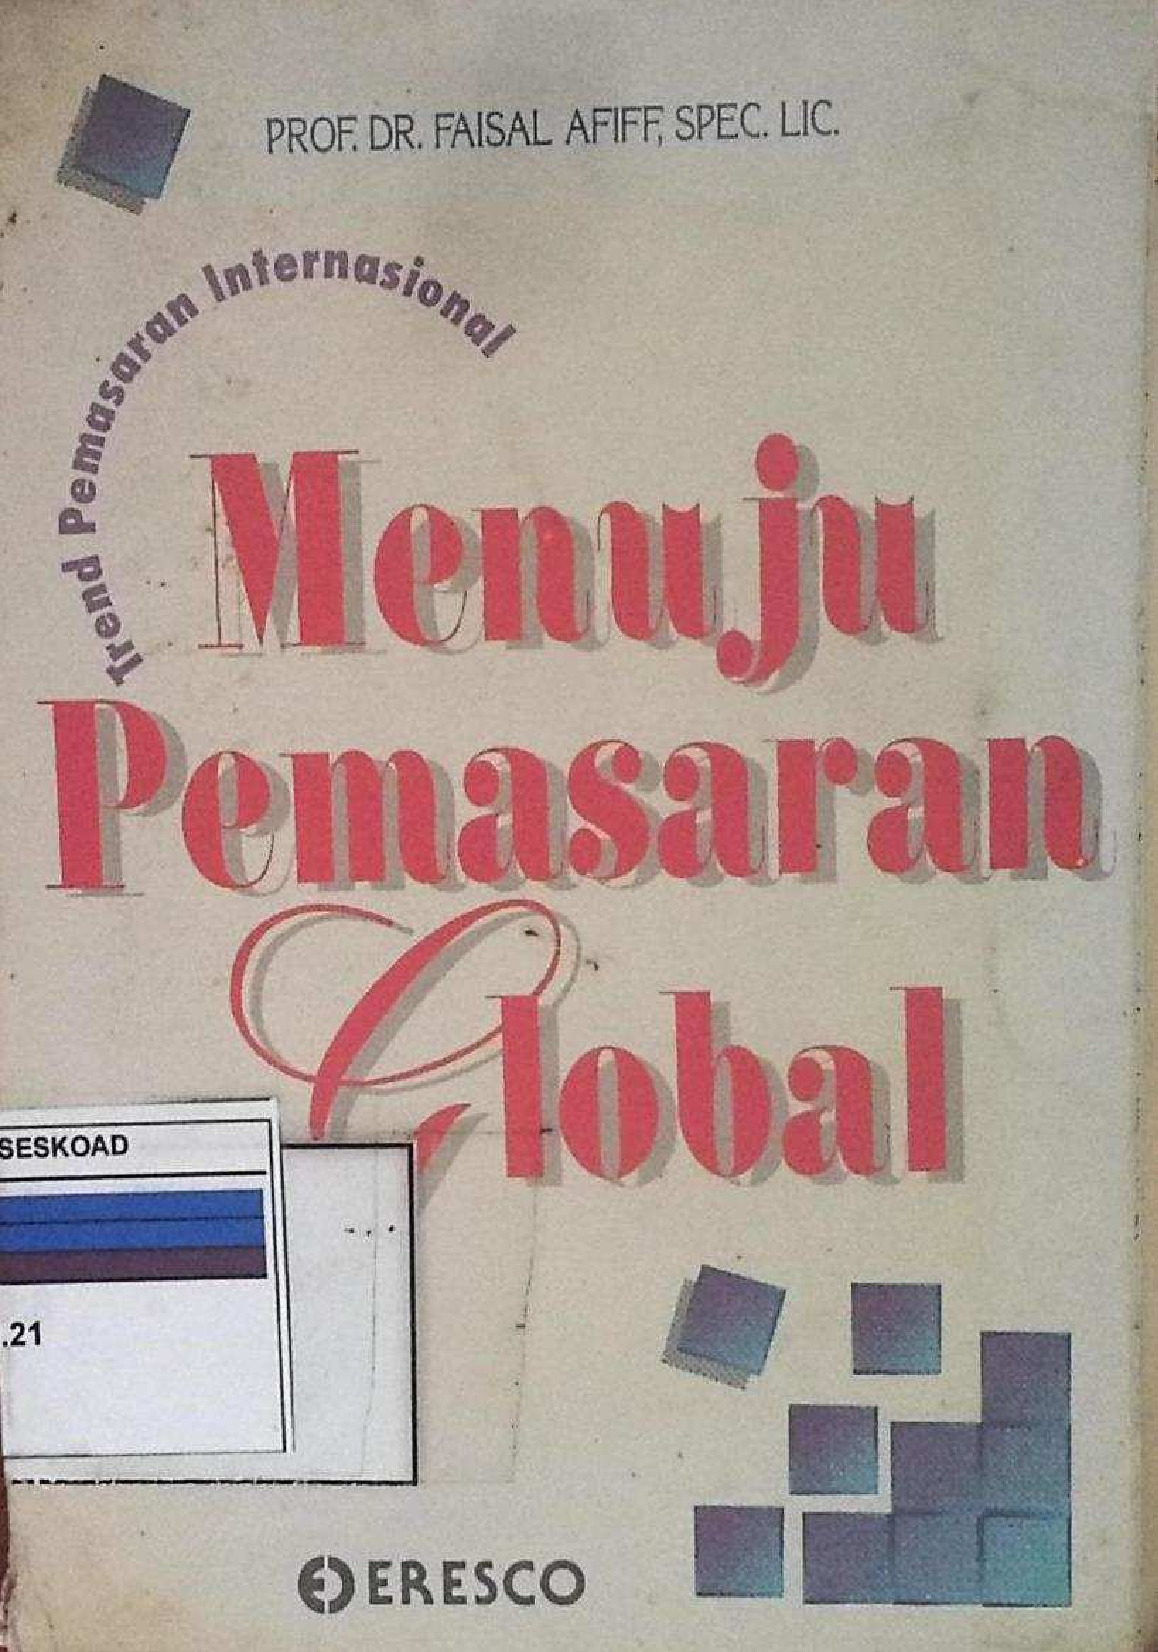 PROF. DR. FAISAL AFIFF, SPEC. LIC.
Trend Pemasaran Internasional
Menuju
Pemasaran
Global
SESKOAD
.21
ERESCO